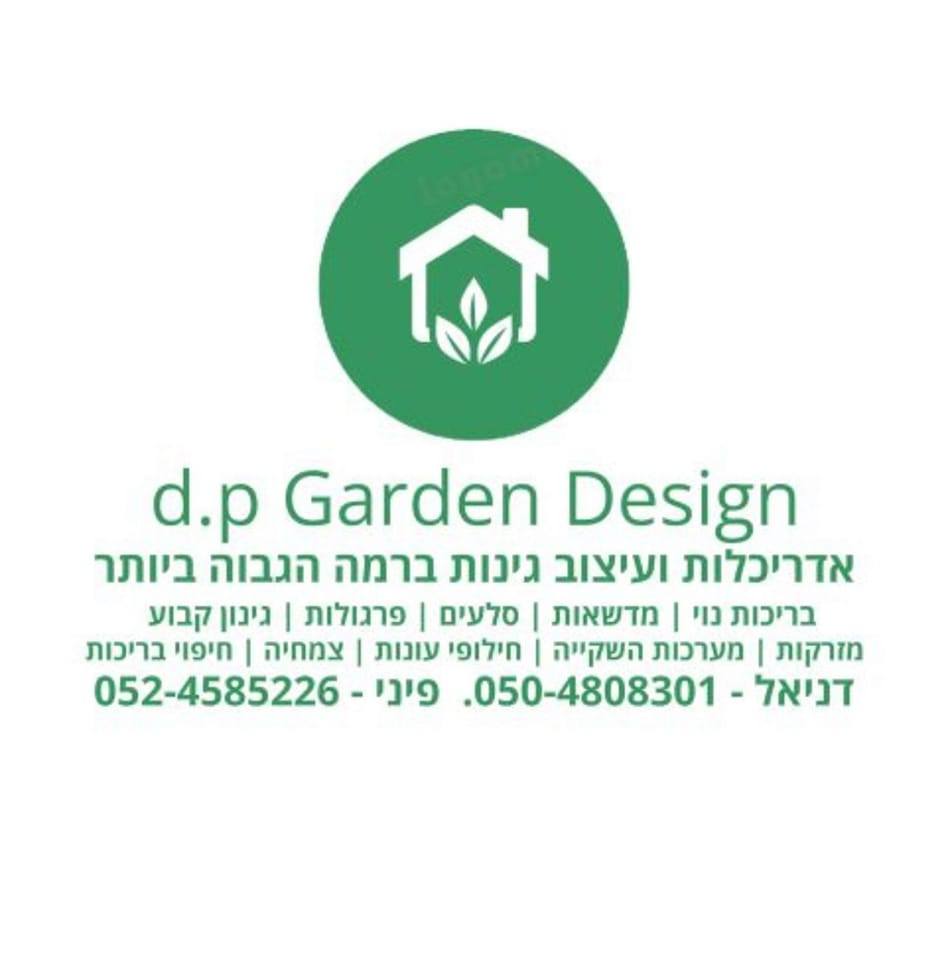 d.p Garden Design
אדריכלות ועיצוב גינות ברמה הגבוה ביותר
בריכות נוי | מדשאות | סלעים | פרגולות | גינון קבוע
מזרקות | מערכות השקייה | חילופי עונות | צמחיה | חיפוי בריכות
דניאל - 050-4808301. פיני - 052-4585226